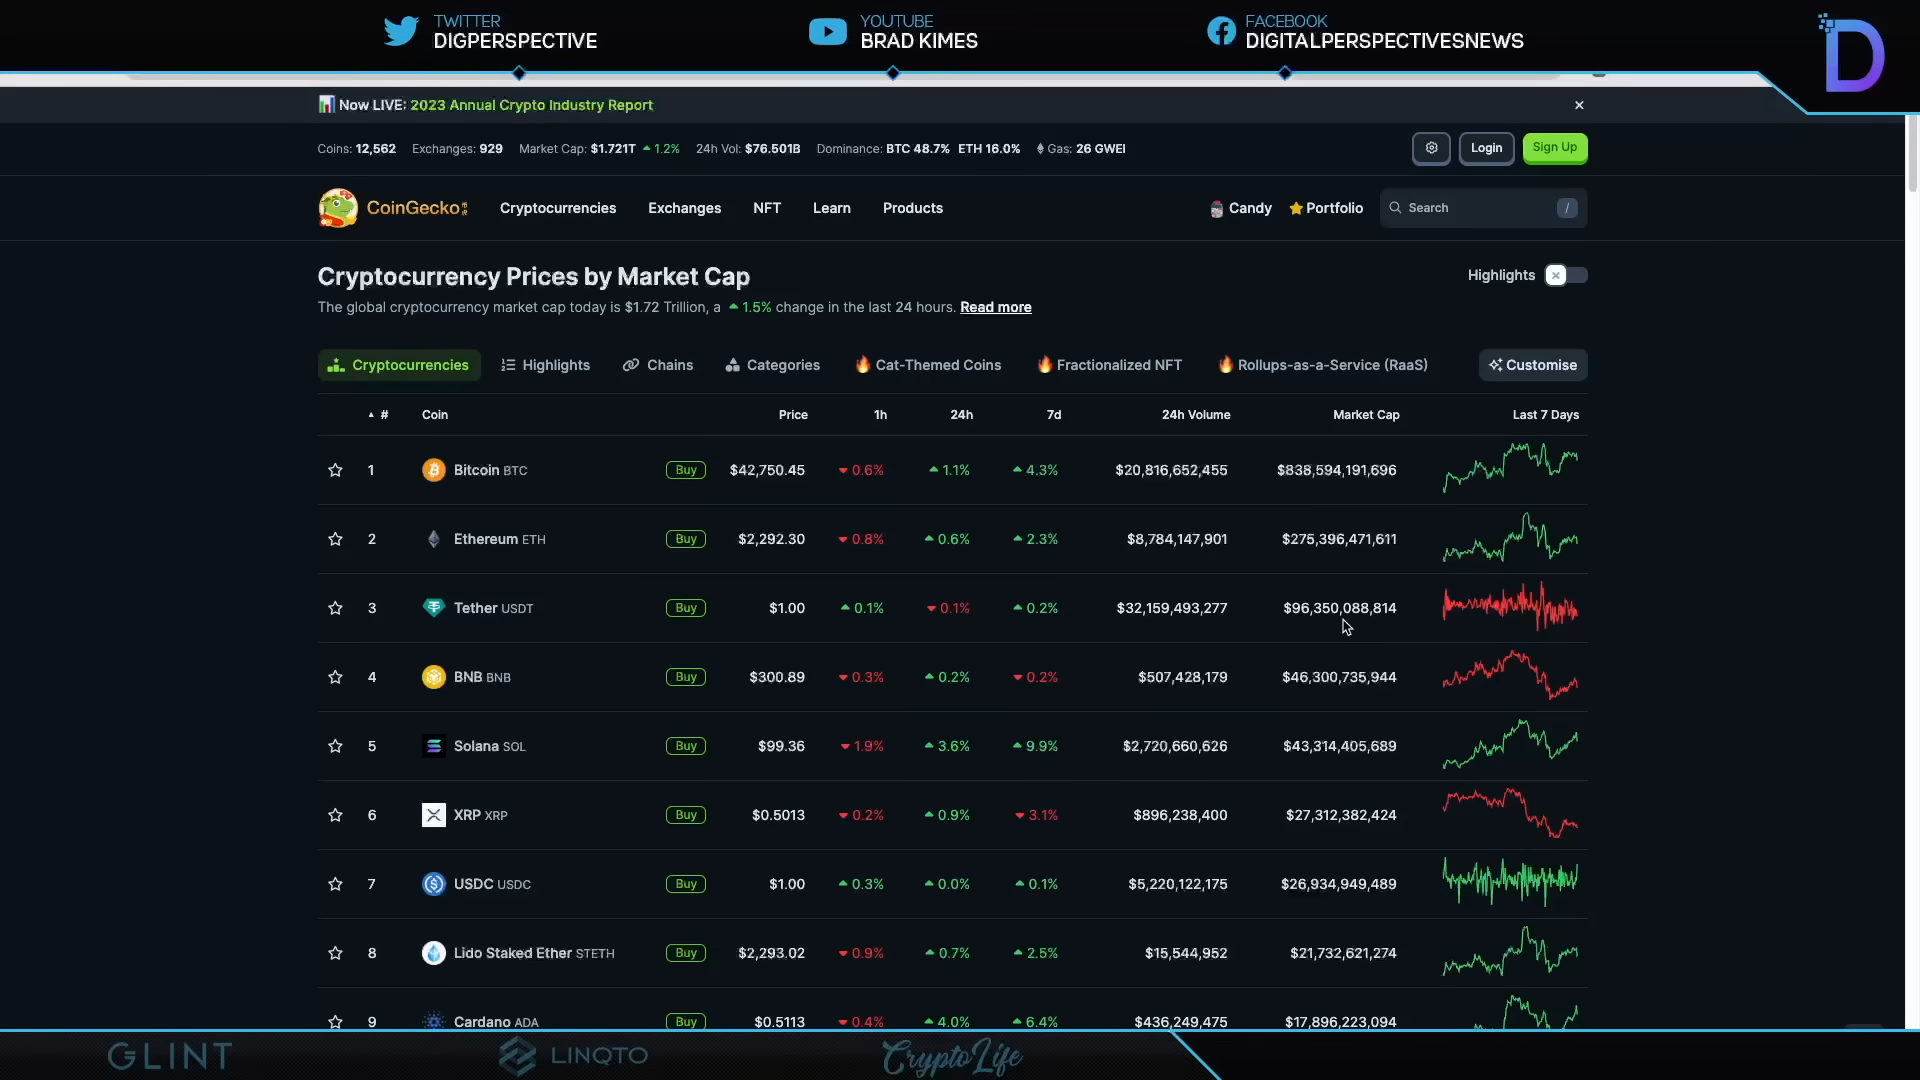 TWITTER
DIGPERSPECTIVE
YOUTUBE
BRAD KIMES
FACEBOOK
DIGITALPERSPECTIVESNEWS
D
Now LIVE: 2023 Annual Crypto Industry Report
Coins: 12,562 Exchanges: 929 Market Cap: $1.721T 1.2% 24h Vol: $76.501B Dominance: BTC 48.7% ETH 16.0% Gas: 26 GWEI
Login Sign Up
CoinGecko Cryptocurrencies Exchanges NFT Learn Products Candy Portfolio Search /
Cryptocurrency Prices by Market Cap
Highlights
The global cryptocurrency market cap today is $1.72 Trillion, a 1.5% change in the last 24 hours. Read more
Cryptocurrencies Highlights Chains Categories Cat-Themed Coins Fractionalized NFT Rollups-as-a-Service (RaaS) Customise
# Coin Price 1h 24h 7d 24h Volume Market Cap Last 7 Days
1 Bitcoin BTC Buy $42,750.45 0.6% 1.1% 4.3% $20,816,652,455 $838,594,191,696
2 Ethereum ETH Buy $2,292.30 0.8% 0.6% 2.3% $8,784,147,901 $275,396,471,611
3 Tether USDT Buy $1.00 0.1% 0.1% 0.2% $32,159,493,277 $96,350,088,814
4 BNB BNB Buy $300.89 0.3% 0.2% 0.2% $507,428,179 $46,300,735,944
5 Solana SOL Buy $99.36 1.9% 3.6% 9.9% $2,720,660,626 $43,314,405,689
6 XRP XRP Buy $0.5013 0.2% 0.9% 3.1% $896,238,400 $27,312,382,424
7 USDC USDC Buy $1.00 0.3% 0.0% 0.1% $5,220,122,175 $26,934,949,489
8 Lido Staked Ether STETH Buy $2,293.02 0.9% 0.7% 2.5% $15,544,952 $21,732,621,274
9 Cardano ADA Buy $0.5113 0.4% 4.0% 6.4% $436,249,475 $17,896,223,094
GLINT LINQTO CryptoLife